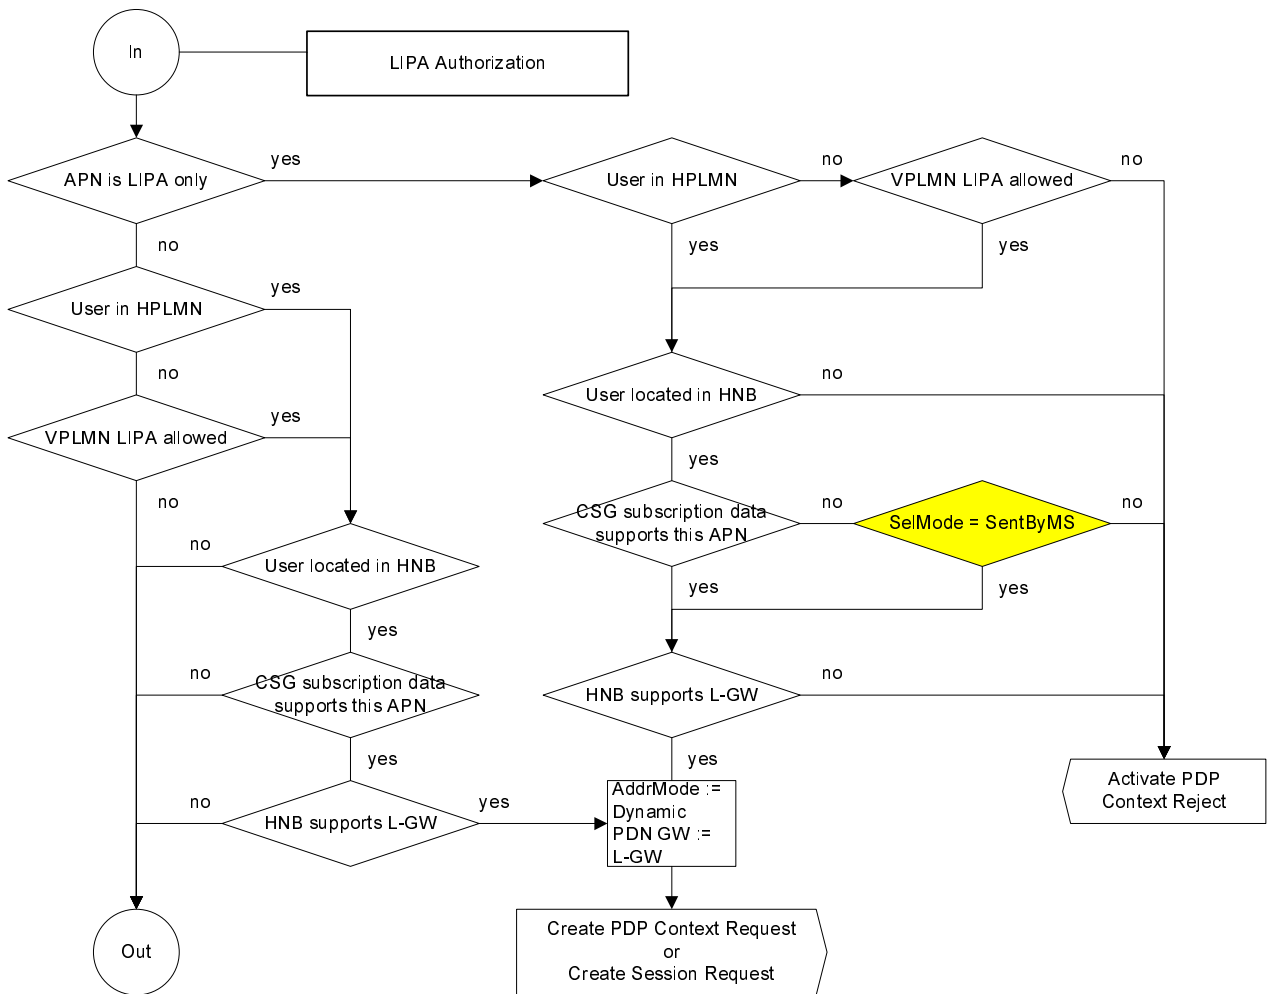 In
LIPA Authorization
yes
no
no
APN is LIPA only
User in HPLMN
VPLMN LIPA allowed
no
yes
yes
yes
User in HPLMN
no
no
User located in HNB
yes
VPLMN LIPA allowed
yes
no
CSG subscription data
supports this APN
no
SelMode = SentByMS
no
no
User located in HNB
yes
yes
yes
no
CSG subscription data
supports this APN
no
HNB supports L-GW
yes
yes
AddrMode :=
Dynamic
PDN GW :=
L-GW
Activate PDP
Context Reject
no
HNB supports L-GW
yes
Out
Create PDP Context Request
or
Create Session Request